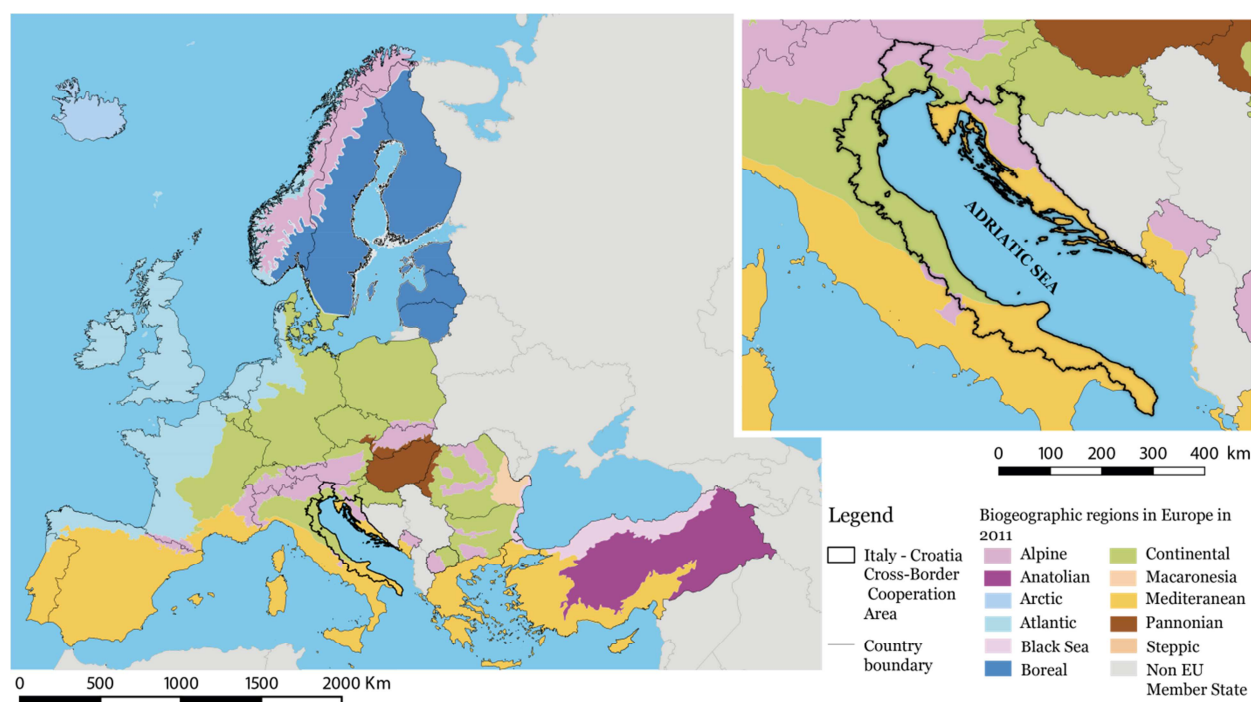 ADRIATIC SEA
0 100 200 300 400 km
Legend
Italy - Croatia
Cross-Border
Cooperation
Area
Country
boundary
Biogeographic regions in Europe in
2011
Alpine
Anatolian
Arctic
Atlantic
Black Sea
Boreal
Continental
Macaronesia
Mediteranean
Pannonian
Steppic
Non EU
Member State
0 500 1000 1500 2000 Km